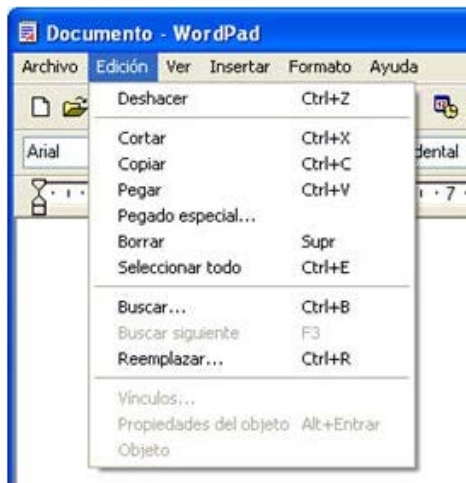 Documento - WordPad
Archivo Edición Ver Insertar Formato Ayuda
Deshacer Ctrl+Z
Cortar Ctrl+X
Arial
Copiar Ctrl+C
Pegar Ctrl+V
7
Pegado especial...
Borrar Supr
Seleccionar todo Ctrl+E
Buscar... Ctrl+B
Buscar siguiente F3
Reemplazar... Ctrl+R
Vínculos...
Propiedades del objeto Alt+Entrar
Objeto